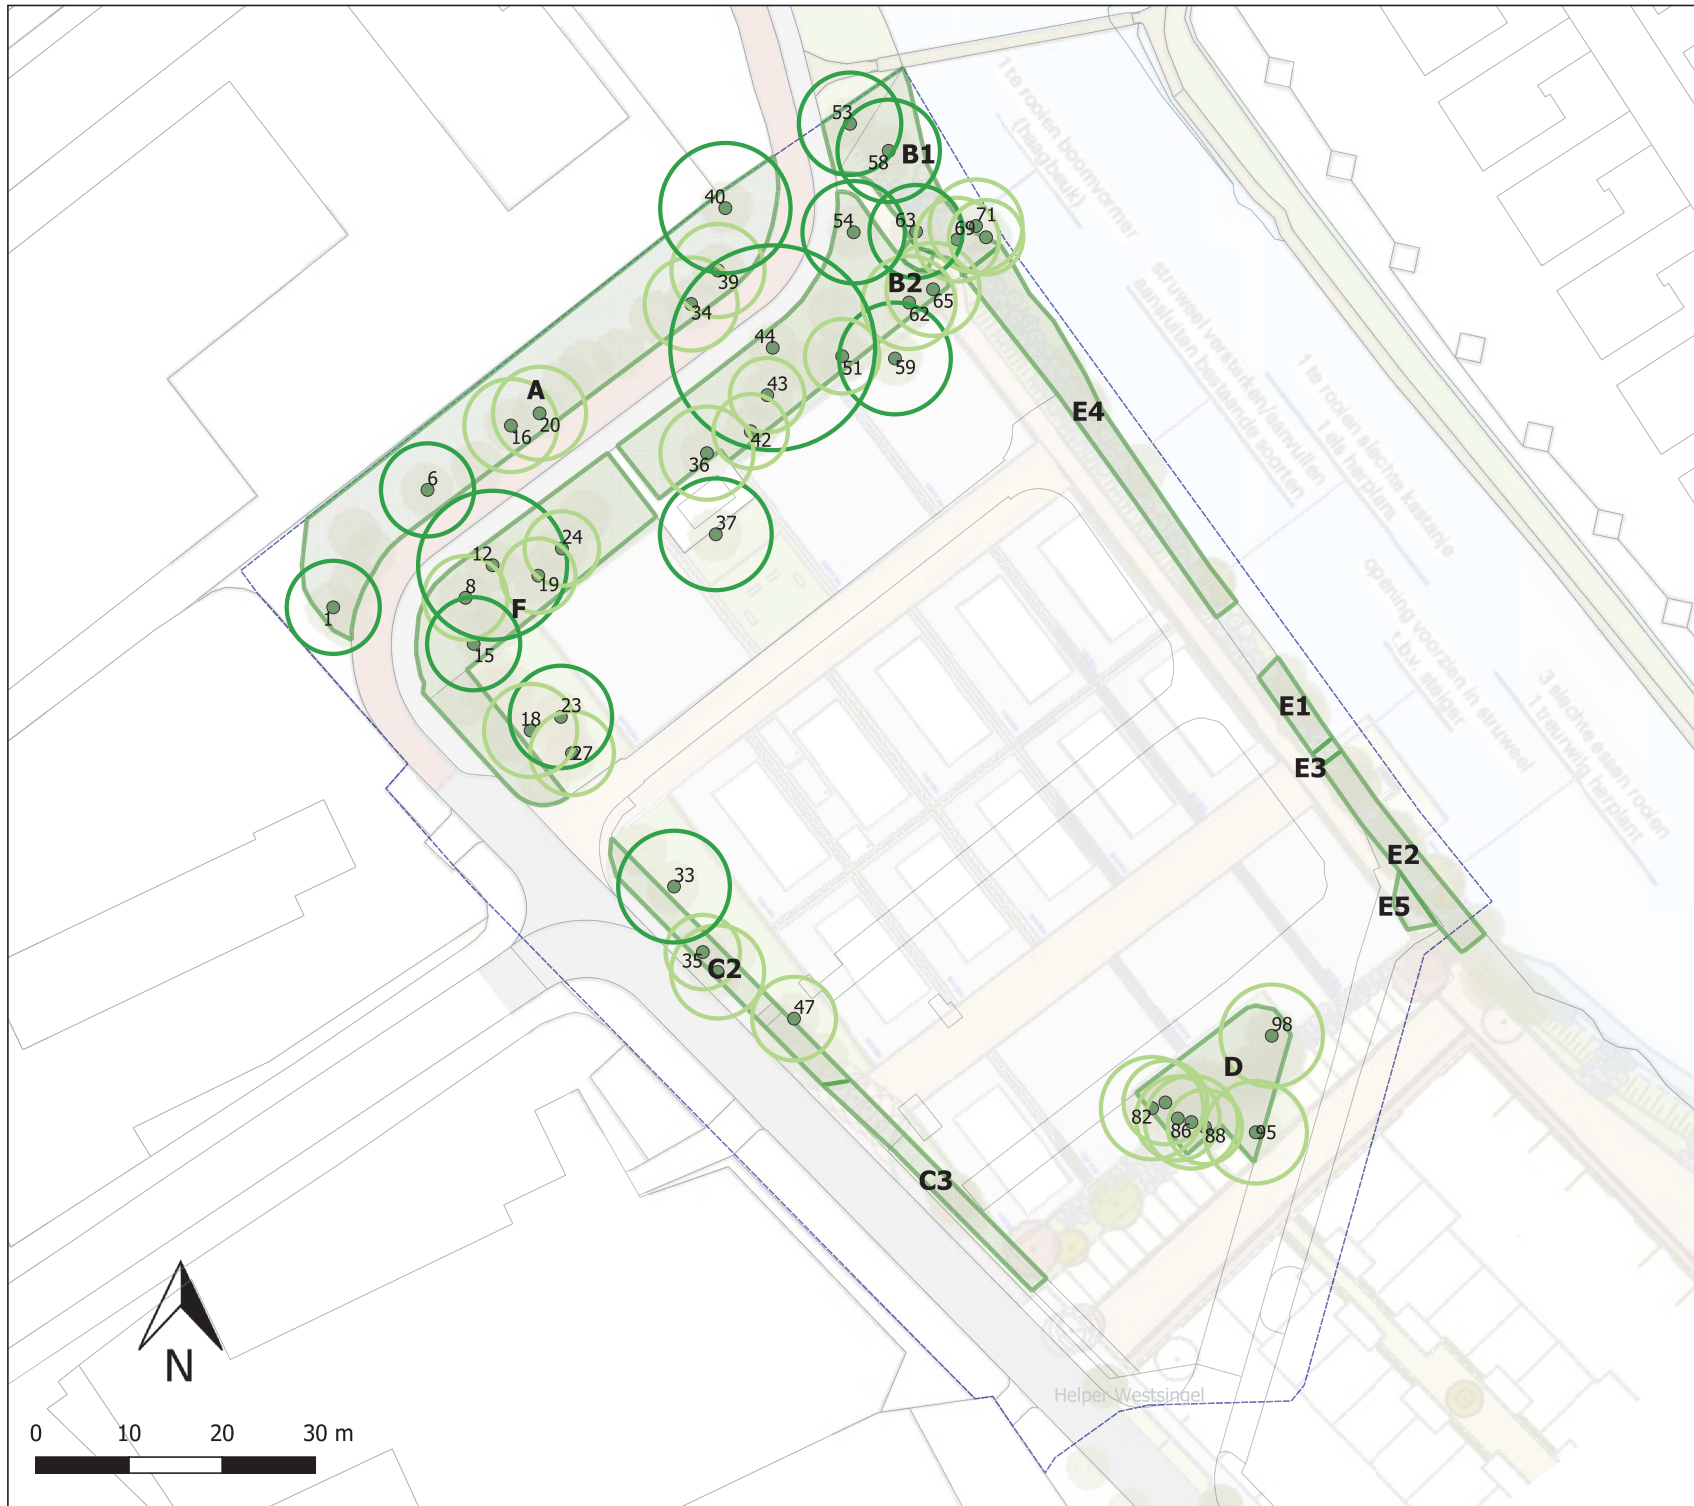 1 te rooien boomvormer
(haagbeuk)
struweel versterken/aanvullen
aansluiten bestaande soorten
1 te rooien slechte kastanje
1 els herplant
opening voorzien in struweel
t.b.v. steiger
3 slechte essen rooien
1 treurwilg herplant
53
58
B1
40
54
63
69
71
39
34
B2
65
62
44
51
59
43
A
20
16
42
36
E4
6
37
12
24
8
19
F
1
15
23
18
27
E1
E3
33
E2
E5
35
C2
47
98
D
82
86
88
95
C3
N
Helper Westsingel
0 10 20 30 m